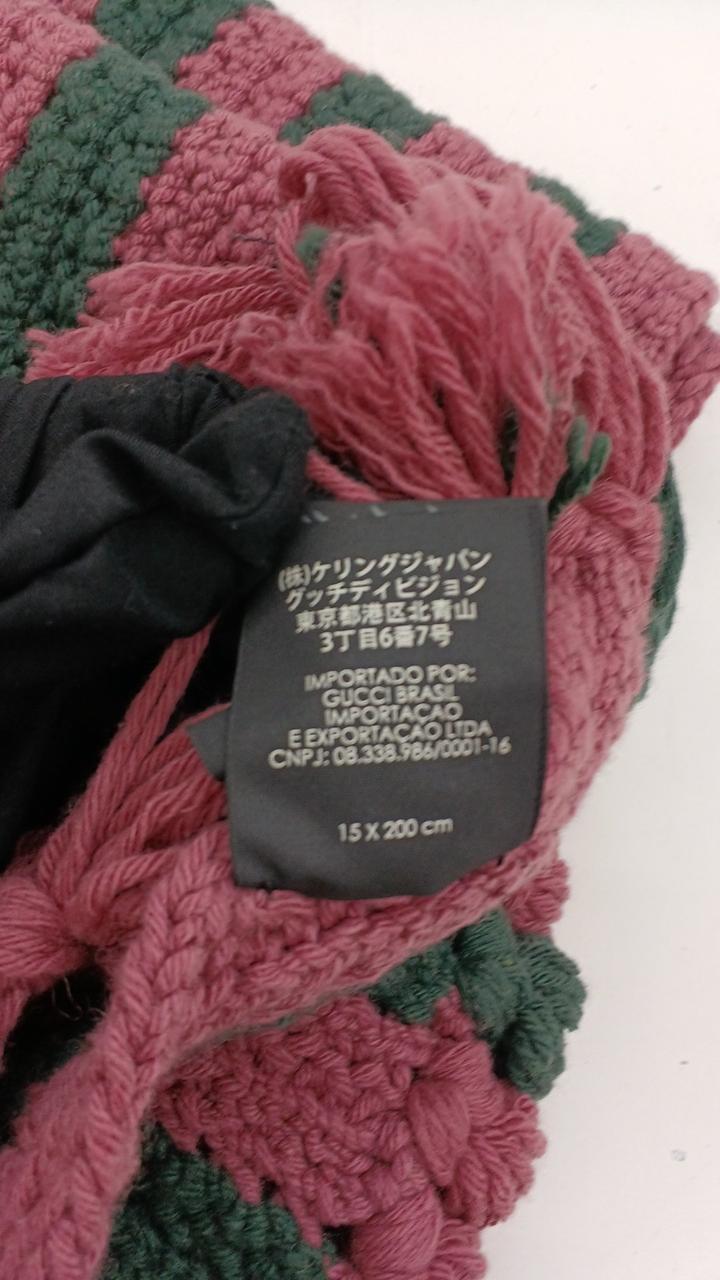 (株)ケリングジャパン
グッチディビジョン
東京都港区北青山
3丁目6番7号
IMPORTADO POR:
GUCCI BRASIL
IMPORTAÇAO
E EXPORTAÇAO LTDA
CNPJ: 08.338.986/0001-16
15 X 200 cm